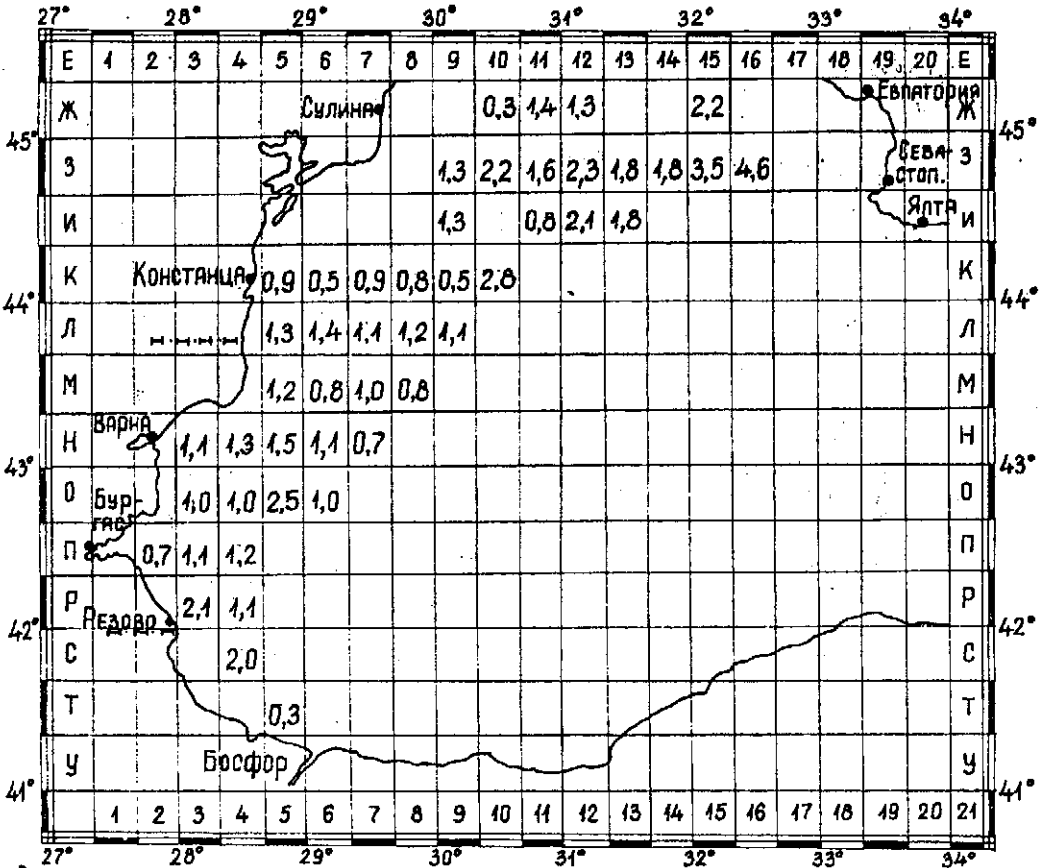 27° 28° 29° 30° 31° 32° 33° 34°
Е 1 2 3 4 5 6 7 8 9 10 11 12 13 14 15 16 17 18 19 20 Е
Ж Сулина 0,3 1,4 1,3 2,2 Евпатория Ж
45° 45°
З 1,3 2,2 1,6 2,3 1,8 1,8 3,5 4,6 Сева- З
стоп.
И 1,3 0,8 2,1 1,8 Ялта И
К Констанца 0,9 0,5 0,9 0,8 0,5 2,8 К
44° 44°
Л 1,3 1,4 1,1 1,2 1,1 Л
М 1,2 0,8 1,0 0,8 М
Варна
Н 1,1 1,3 1,5 1,1 0,7 Н
43° 43°
О Бур- 1,0 1,0 2,5 1,0 О
гас
П 0,7 1,1 1,2 П
Р Резово 2,1 1,1 Р
42° 42°
С 2,0 С
Т 0,3 Т
У Босфор У
41° 41°
1 2 3 4 5 6 7 8 9 10 11 12 13 14 15 16 17 18 19 20 21
27° 28° 29° 30° 31° 32° 33° 34°